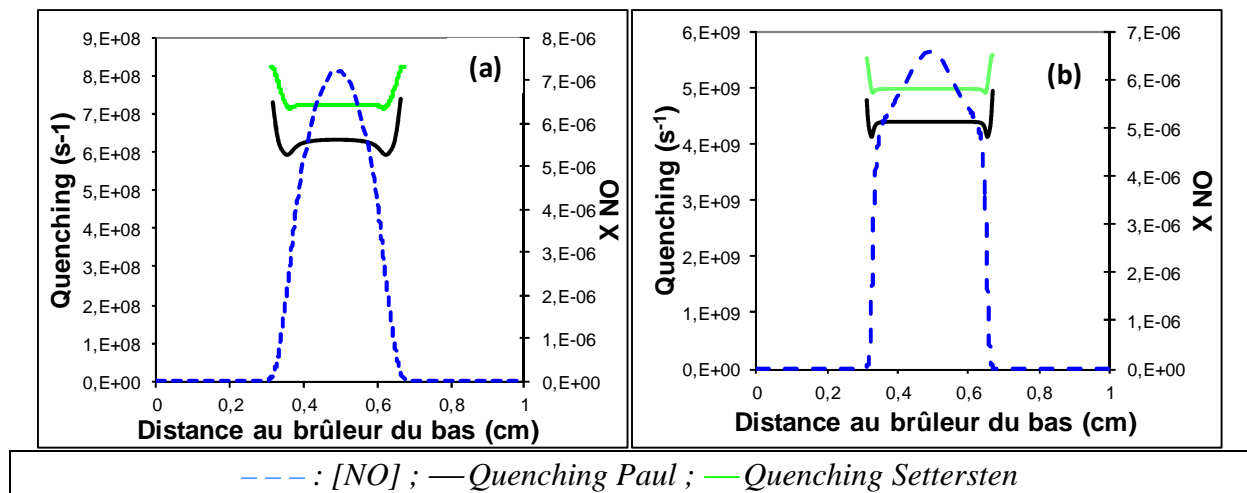 (a)
Quenching (s-1)
9,E+08
8,E+08
7,E+08
6,E+08
5,E+08
4,E+08
3,E+08
2,E+08
1,E+08
0,E+00
8,E-06
7,E-06
6,E-06
5,E-06
4,E-06
3,E-06
2,E-06
1,E-06
0,E+00
X NO
0 0,2 0,4 0,6 0,8 1
Distance au brûleur du bas (cm)
(b)
Quenching (s⁻¹)
6,E+09
5,E+09
4,E+09
3,E+09
2,E+09
1,E+09
0,E+00
7,E-06
6,E-06
5,E-06
4,E-06
3,E-06
2,E-06
1,E-06
0,E+00
X NO
0 0,2 0,4 0,6 0,8 1
Distance au brûleur du bas (cm)
: [NO] ; Quenching Paul ; Quenching Settersten